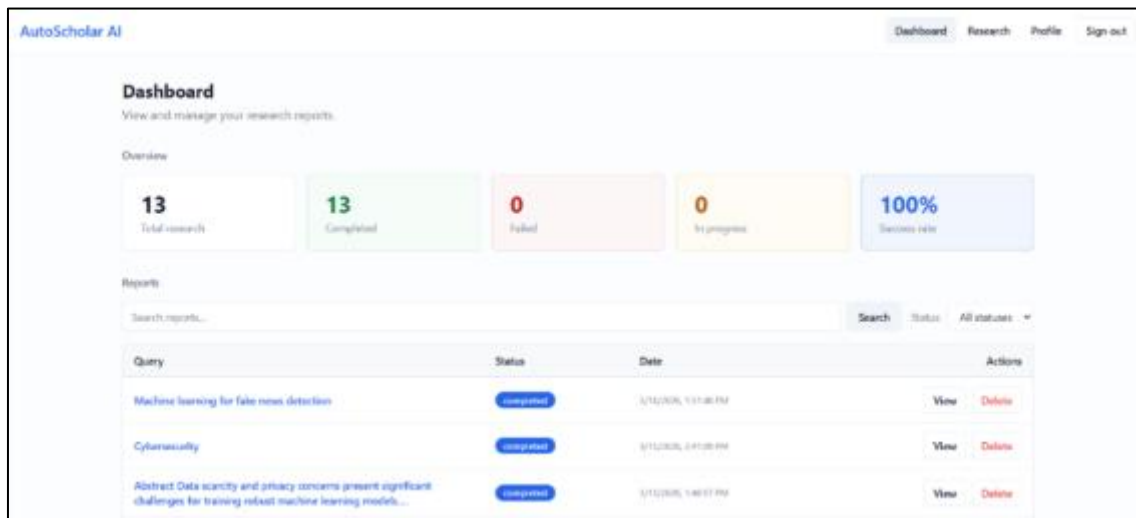 AutoScholar AI
Dashboard Research Profile Sign out
Dashboard
View and manage your research reports.
Overview
13 13 0 0 100%
Total research Completed Failed In progress Success rate
Reports
Search reports... Search Status All statuses
Query Status Date Actions
Machine learning for fake news detection completed View Delete
Cybersecurity completed View Delete
Abstract Data scarcity and privacy concerns present significant
challenges for training robust machine learning models.... completed View Delete